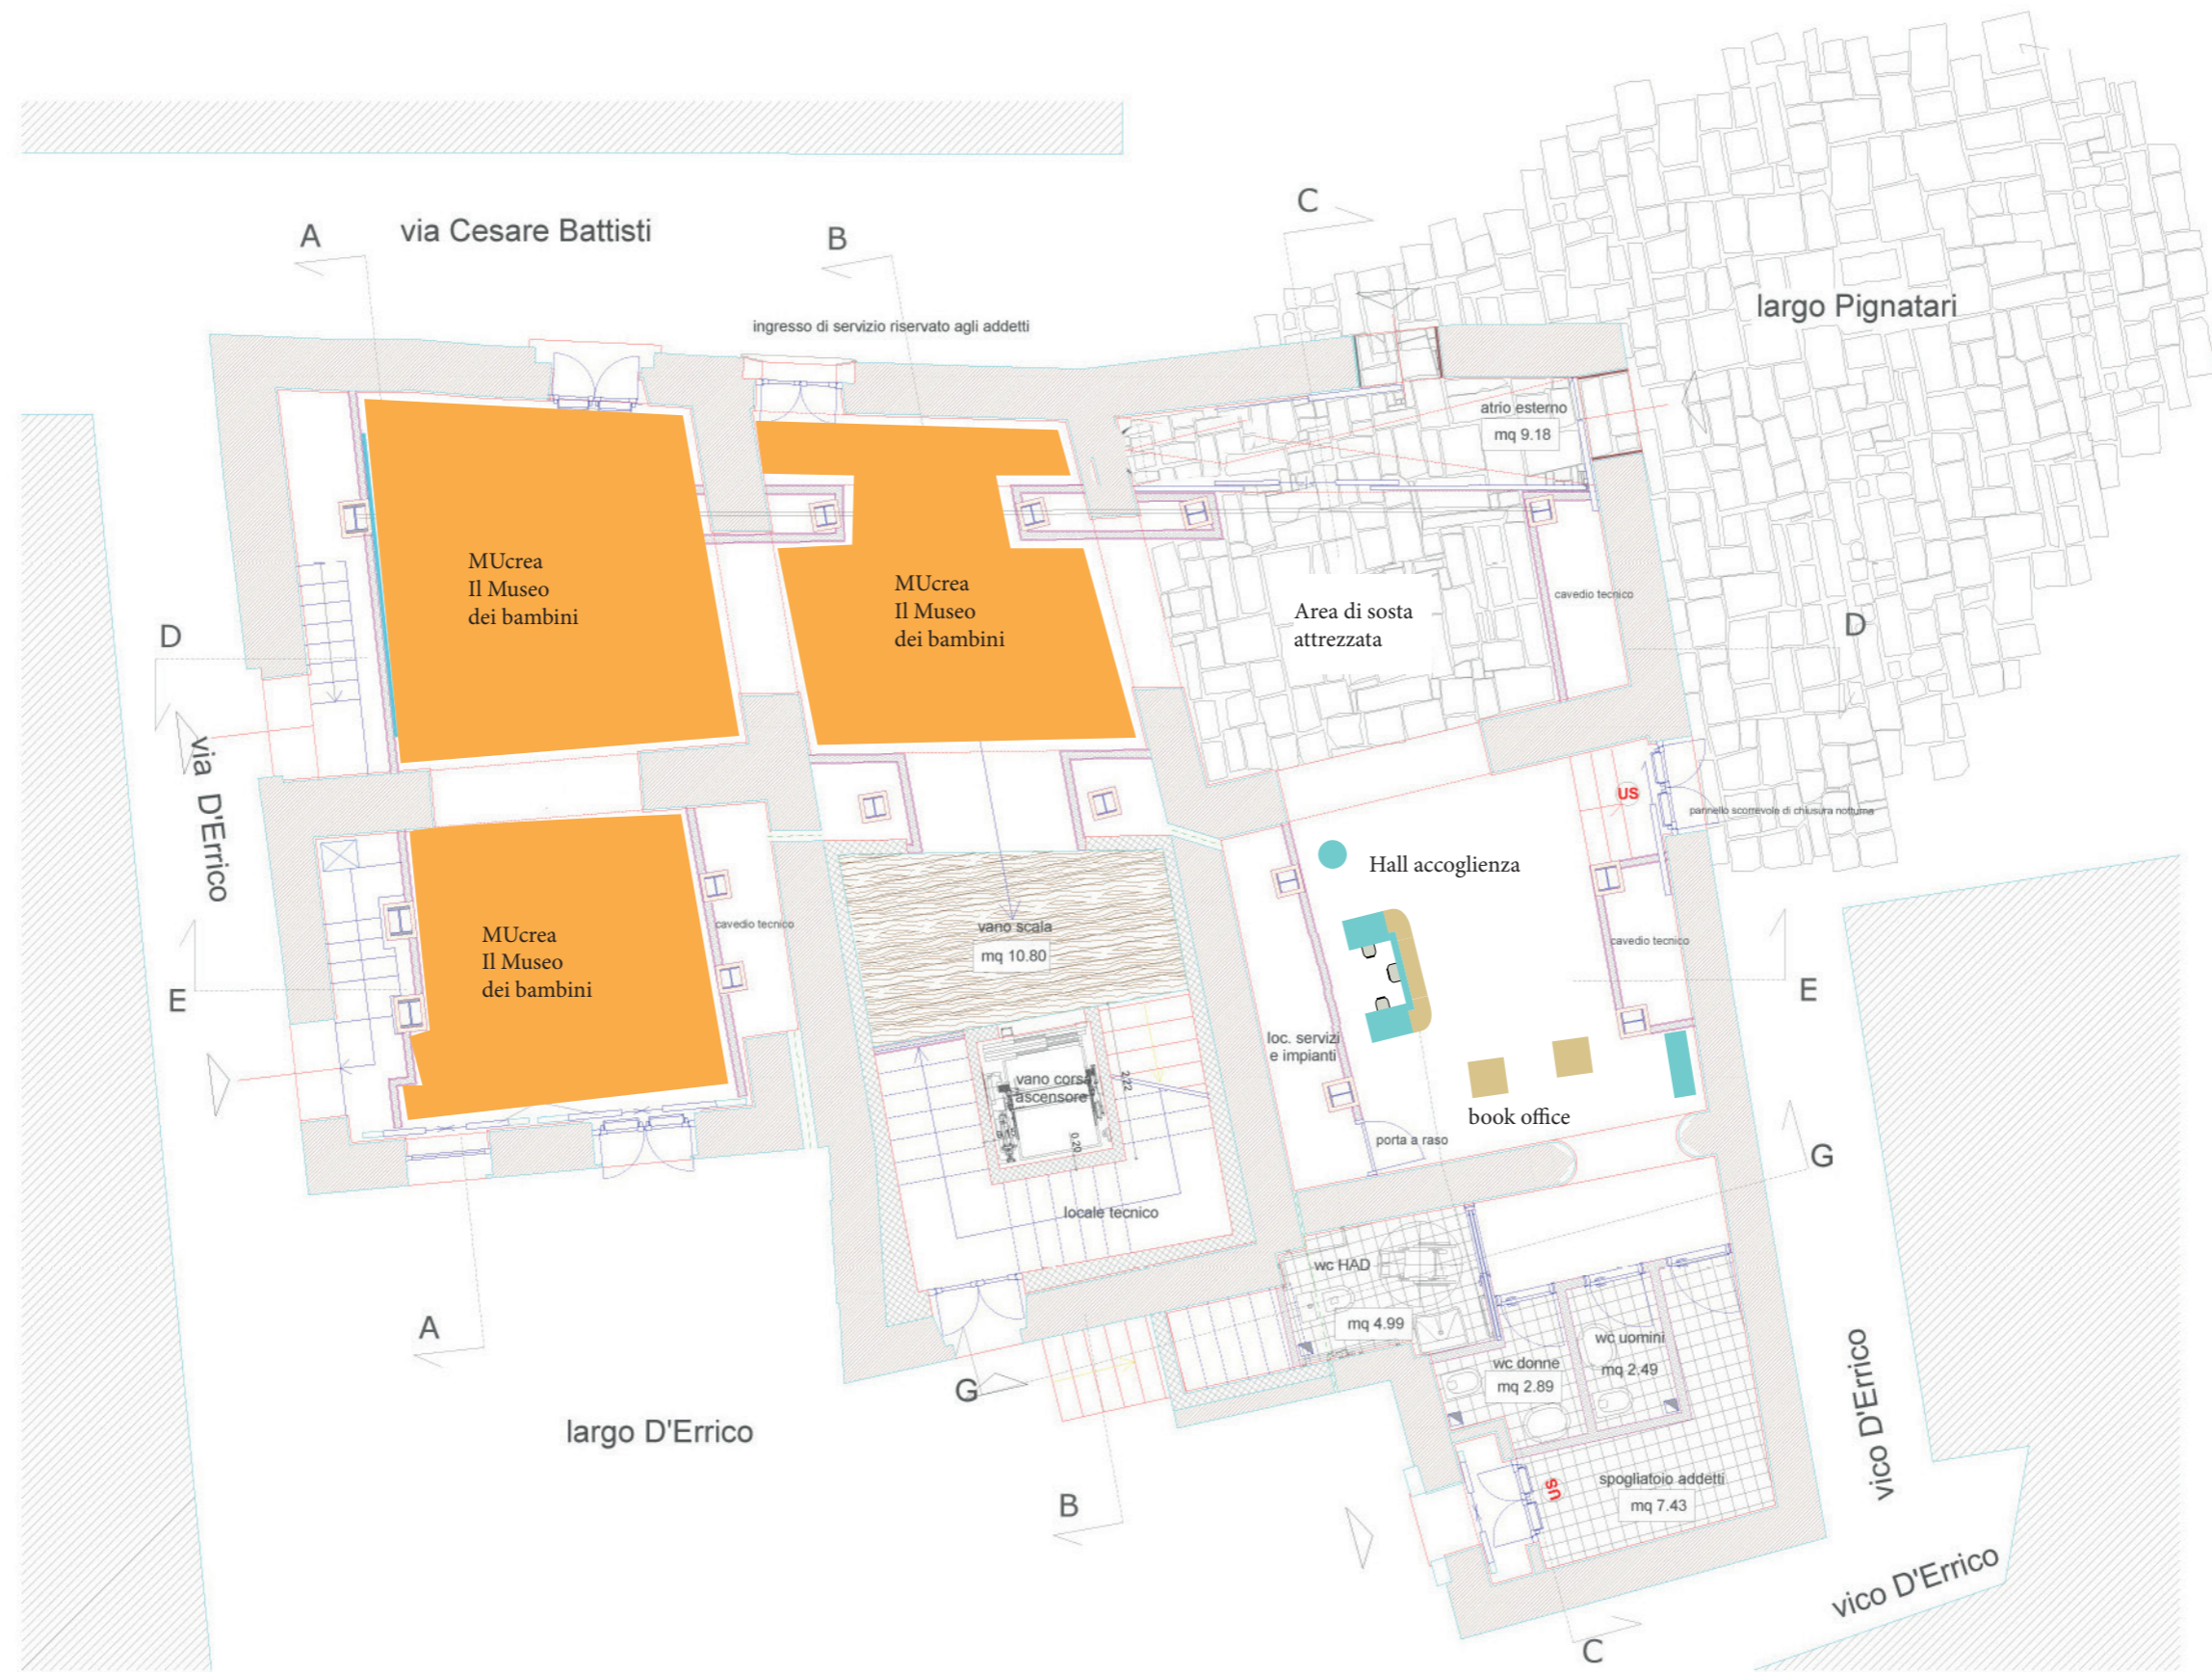 C
A
via Cesare Battisti
B
ingresso di servizio riservato agli addetti
largo Pignatari
atrio esterno
mq 9.18
MUcrea
Il Museo
dei bambini
MUcrea
Il Museo
dei bambini
Area di sosta
attrezzata
cavedio tecnico
D
D
via D'Errico
US
pannello scorrevole di chiusura notturna
Hall accoglienza
MUcrea
Il Museo
dei bambini
cavedio tecnico
vano scala
mq 10.80
cavedio tecnico
E
E
loc. servizi
e impianti
vano corsa
ascensore
2.22
0.20
book office
porta a raso
G
locale tecnico
wc HAD
mq 4.99
wc uomini
mq 2.49
wc donne
mq 2.89
A
G
largo D'Errico
vico D'Errico
spogliatoio addetti
mq 7.43
US
B
vico D'Errico
C